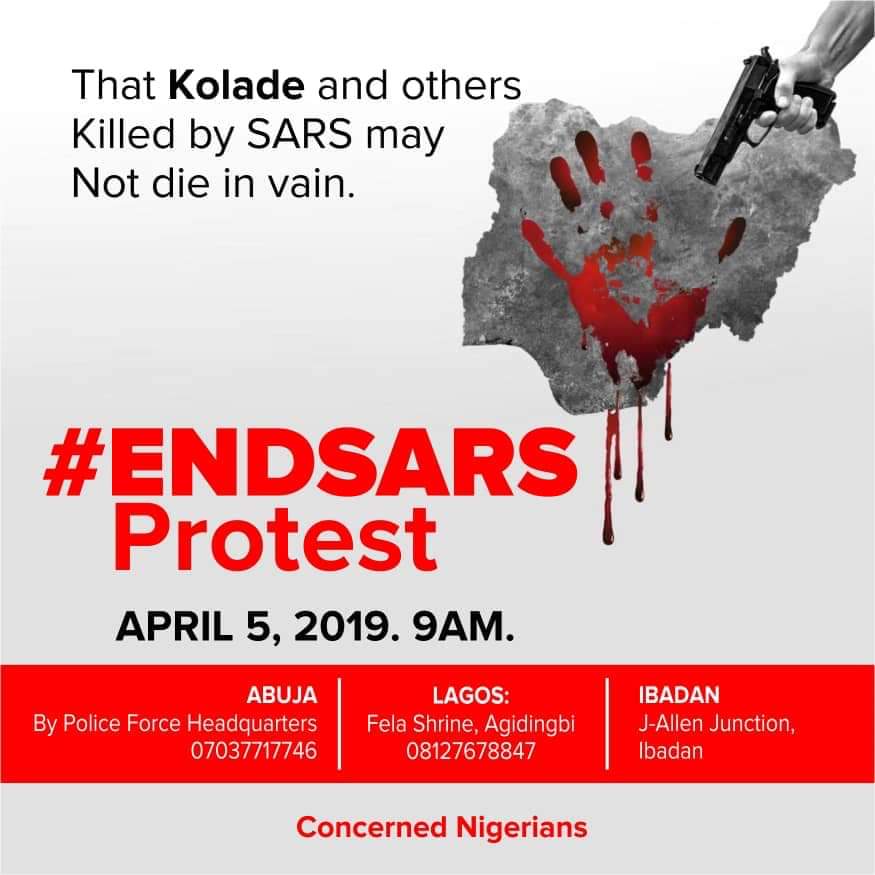 That Kolade and others
Killed by SARS may
Not die in vain.
#ENDSARS
Protest
APRIL 5, 2019. 9AM.
ABUJA
By Police Force Headquarters
07037717746
LAGOS:
Fela Shrine, Agidingbi
08127678847
IBADAN
J-Allen Junction,
Ibadan
Concerned Nigerians